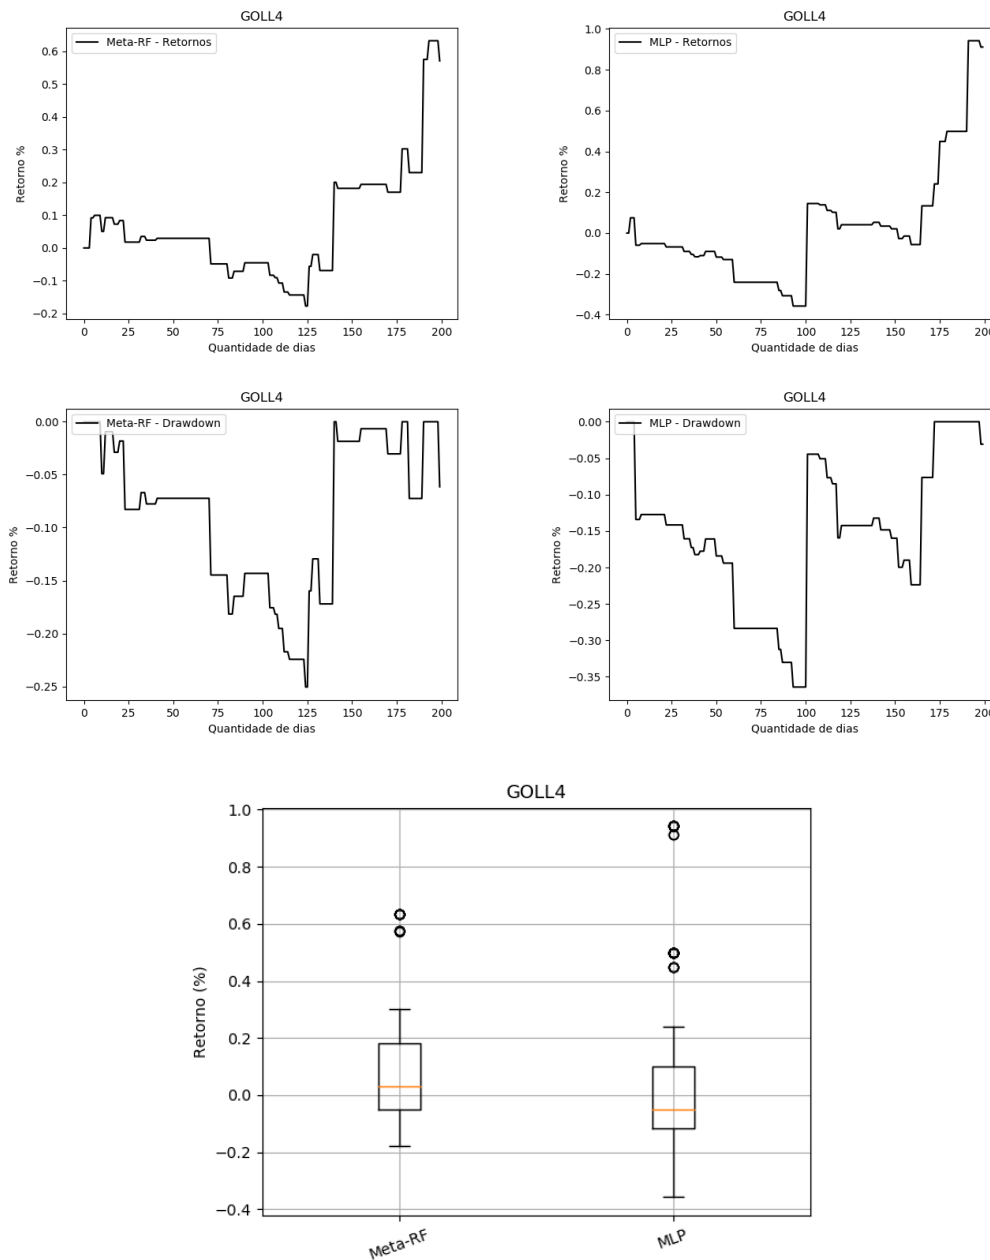 GOLL4
Meta-RF - Retornos
Retorno %
0.6
0.5
0.4
0.3
0.2
0.1
0.0
−0.1
−0.2
0 25 50 75 100 125 150 175 200
Quantidade de dias
GOLL4
MLP - Retornos
Retorno %
1.0
0.8
0.6
0.4
0.2
0.0
−0.2
−0.4
0 25 50 75 100 125 150 175 200
Quantidade de dias
GOLL4
Meta-RF - Drawdown
Retorno %
0.00
−0.05
−0.10
−0.15
−0.20
−0.25
0 25 50 75 100 125 150 175 200
Quantidade de dias
GOLL4
MLP - Drawdown
Retorno %
0.00
−0.05
−0.10
−0.15
−0.20
−0.25
−0.30
−0.35
0 25 50 75 100 125 150 175 200
Quantidade de dias
GOLL4
Retorno (%)
1.0
0.8
0.6
0.4
0.2
0.0
−0.2
−0.4
Meta-RF
MLP